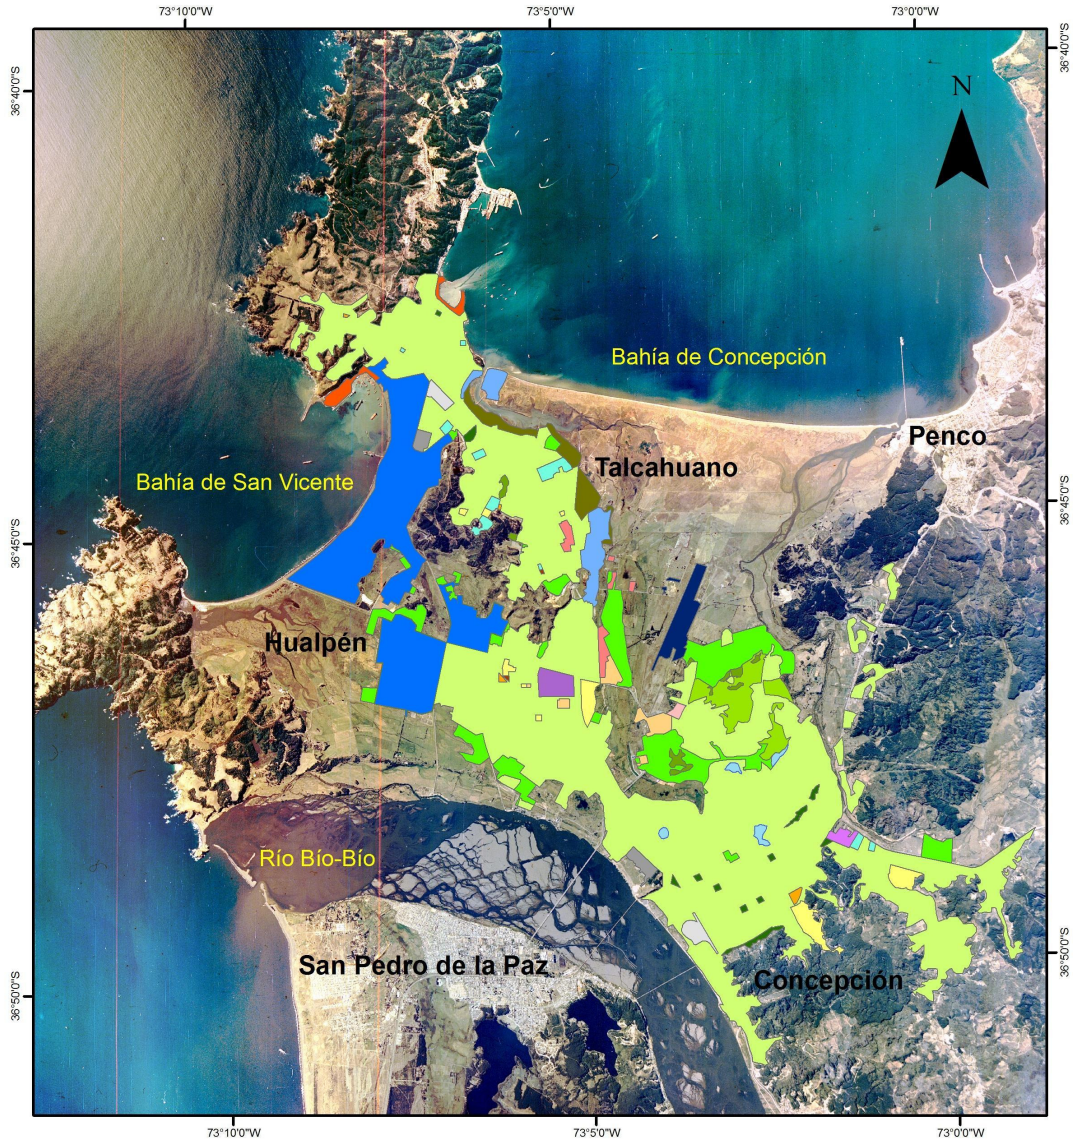 73°10'0"W
73°5'0"W
73°0'0"W
36°40'0"S
36°40'0"S
N
Bahía de Concepción
Penco
Talcahuano
Bahía de San Vicente
36°45'0"S
36°45'0"S
Hualpén
Río Bío-Bío
San Pedro de la Paz
Concepción
36°50'0"S
36°50'0"S
73°10'0"W
73°5'0"W
73°0'0"W